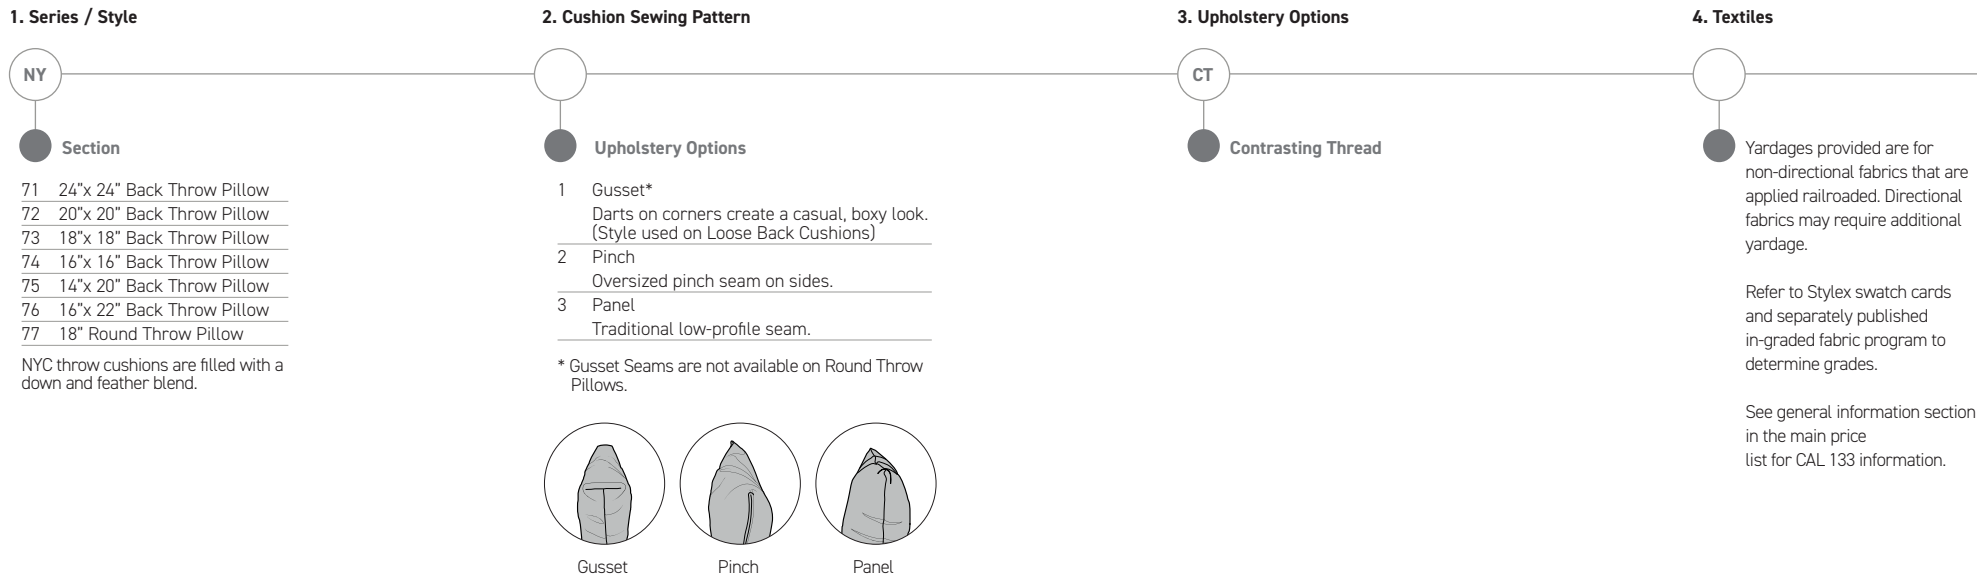 1. Series / Style
NY
Section
71 24"x 24" Back Throw Pillow
72 20"x 20" Back Throw Pillow
73 18"x 18" Back Throw Pillow
74 16"x 16" Back Throw Pillow
75 14"x 20" Back Throw Pillow
76 16"x 22" Back Throw Pillow
77 18" Round Throw Pillow
NYC throw cushions are filled with a
down and feather blend.
2. Cushion Sewing Pattern
Upholstery Options
1 Gusset*
Darts on corners create a casual, boxy look.
(Style used on Loose Back Cushions)
2 Pinch
Oversized pinch seam on sides.
3 Panel
Traditional low-profile seam.
* Gusset Seams are not available on Round Throw
Pillows.
Gusset Pinch Panel
3. Upholstery Options
CT
Contrasting Thread
4. Textiles
Yardages provided are for
non-directional fabrics that are
applied railroaded. Directional
fabrics may require additional
yardage.
Refer to Stylex swatch cards
and separately published
in-graded fabric program to
determine grades.
See general information section
in the main price
list for CAL 133 information.